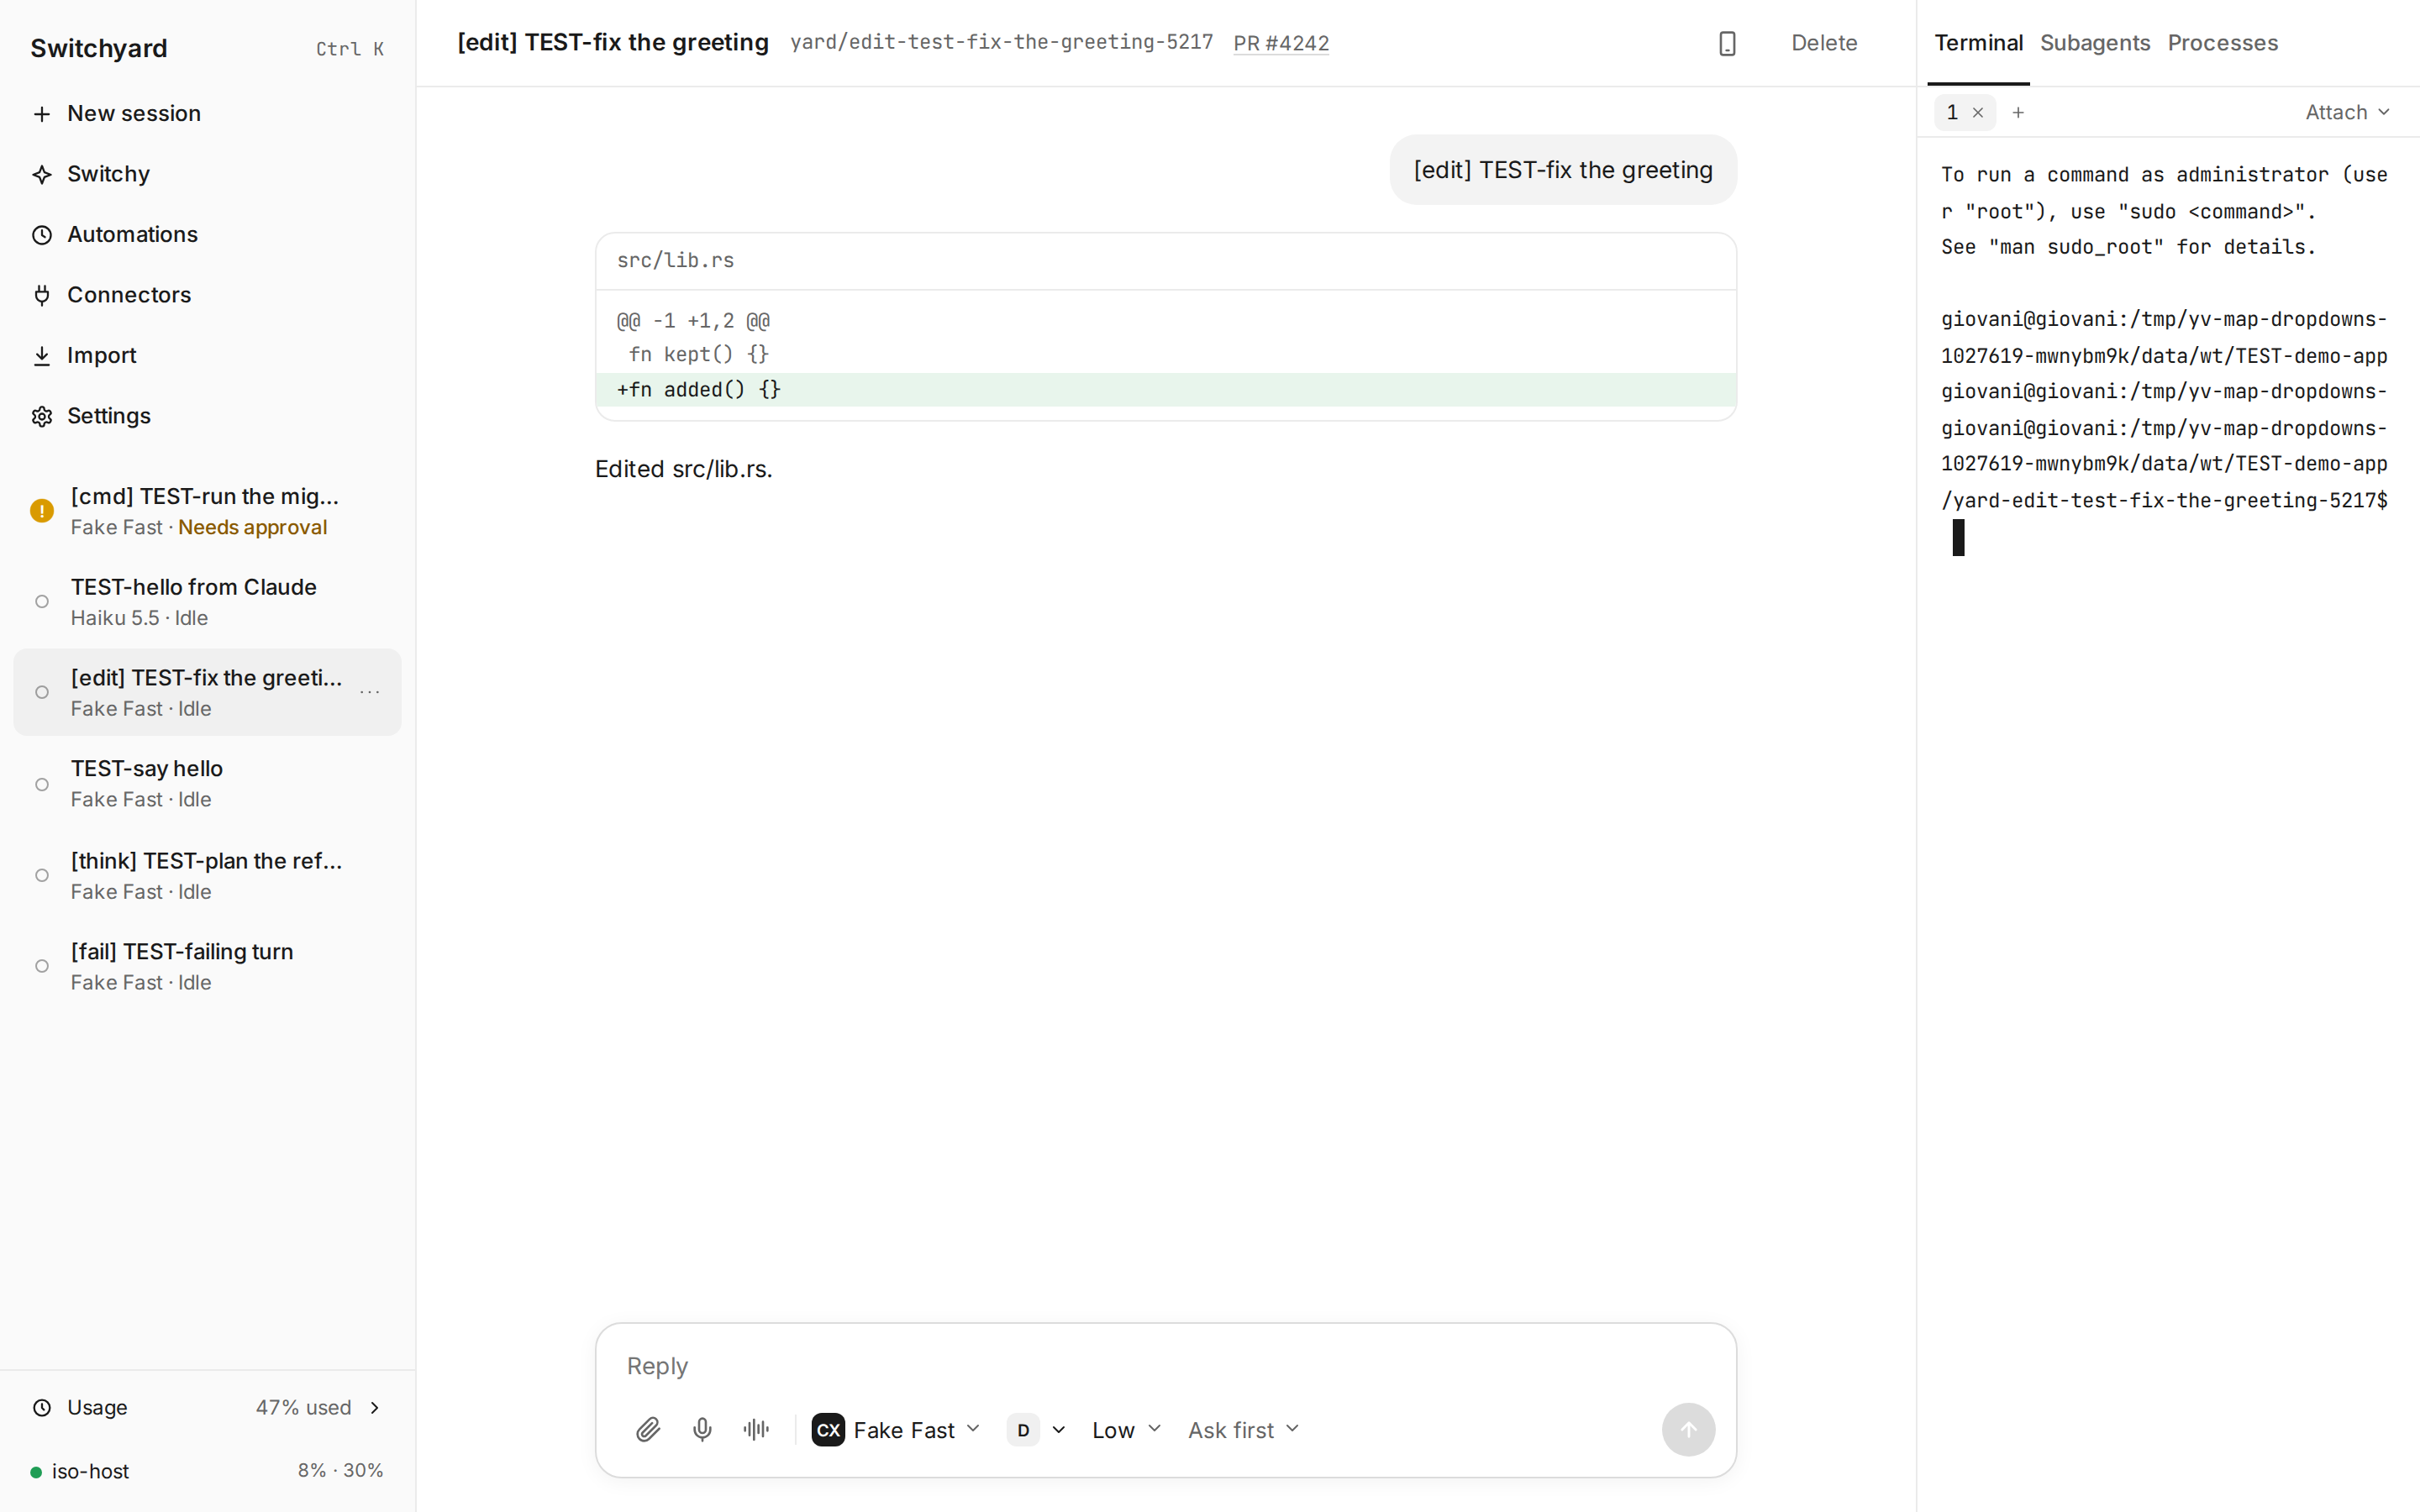 Switchyard
Ctrl K
New session
Switchy
Automations
Connectors
Import
Settings
[cmd] TEST-run the mig...
Fake Fast · Needs approval
TEST-hello from Claude
Haiku 5.5 · Idle
[edit] TEST-fix the greeti...
Fake Fast · Idle
TEST-say hello
Fake Fast · Idle
[think] TEST-plan the ref...
Fake Fast · Idle
[fail] TEST-failing turn
Fake Fast · Idle
Usage 47% used
iso-host 8% · 30%
[edit] TEST-fix the greeting yard/edit-test-fix-the-greeting-5217 PR #4242 Delete
[edit] TEST-fix the greeting
src/lib.rs
@@ -1 +1,2 @@
fn kept() {}
+fn added() {}
Edited src/lib.rs.
Reply
CX Fake Fast D Low Ask first
Terminal Subagents Processes
1 × + Attach
To run a command as administrator (use
r "root"), use "sudo <command>".
See "man sudo_root" for details.
giovani@giovani:/tmp/yv-map-dropdowns-
1027619-mwnybm9k/data/wt/TEST-demo-app
giovani@giovani:/tmp/yv-map-dropdowns-
giovani@giovani:/tmp/yv-map-dropdowns-
1027619-mwnybm9k/data/wt/TEST-demo-app
/yard-edit-test-fix-the-greeting-5217$